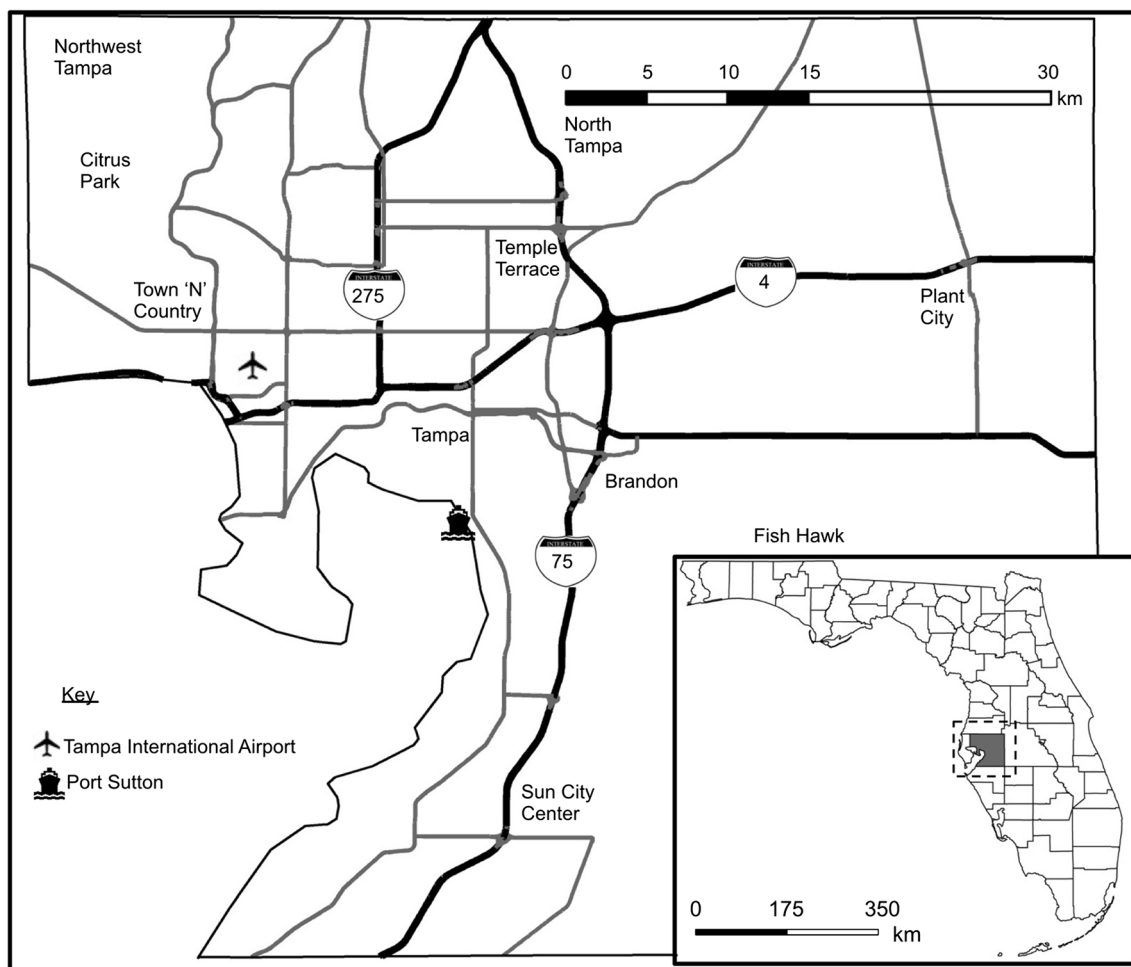 Northwest
Tampa
0 5 10 15 30
km
North
Tampa
Citrus
Park
Temple
Terrace
INTERSTATE
275
INTERSTATE
4
Town ‘N’
Country
Plant
City
Tampa
Brandon
Fish Hawk
INTERSTATE
75
Key
Tampa International Airport
Port Sutton
Sun City
Center
0 175 350
km